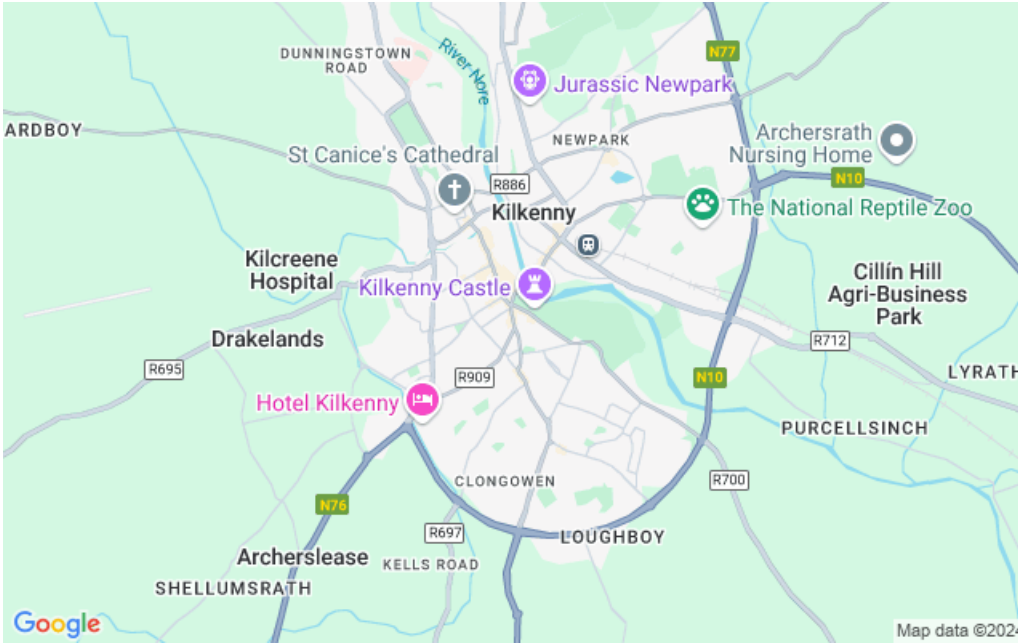 DUNNINGSTOWN
ROAD
River Nore
N77
Jurassic Newpark
ARDBOY
NEWPARK
Archersrath
Nursing Home
St Canice's Cathedral
R886
N10
Kilkenny
The National Reptile Zoo
Kilcreene
Hospital
Kilkenny Castle
Cillín Hill
Agri-Business
Park
Drakelands
R712
R695
R909
N10
LYRATH
Hotel Kilkenny
PURCELLSINCH
CLONGOWEN
R700
N76
R697
LOUGHBOY
Archerslease
KELLS ROAD
SHELLUMSRATH
Google
Map data ©2024